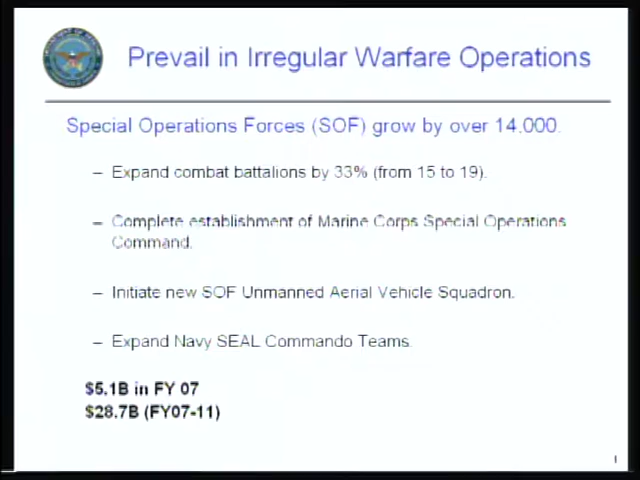 Prevail in Irregular Warfare Operations
Special Operations Forces (SOF) grow by over 14,000.
– Expand combat battalions by 33% (from 15 to 19).
– Complete establishment of Marine Corps Special Operations
Command.
– Initiate new SOF Unmanned Aerial Vehicle Squadron.
– Expand Navy SEAL Commando Teams.
$5.1B in FY 07
$28.7B (FY07-11)
1